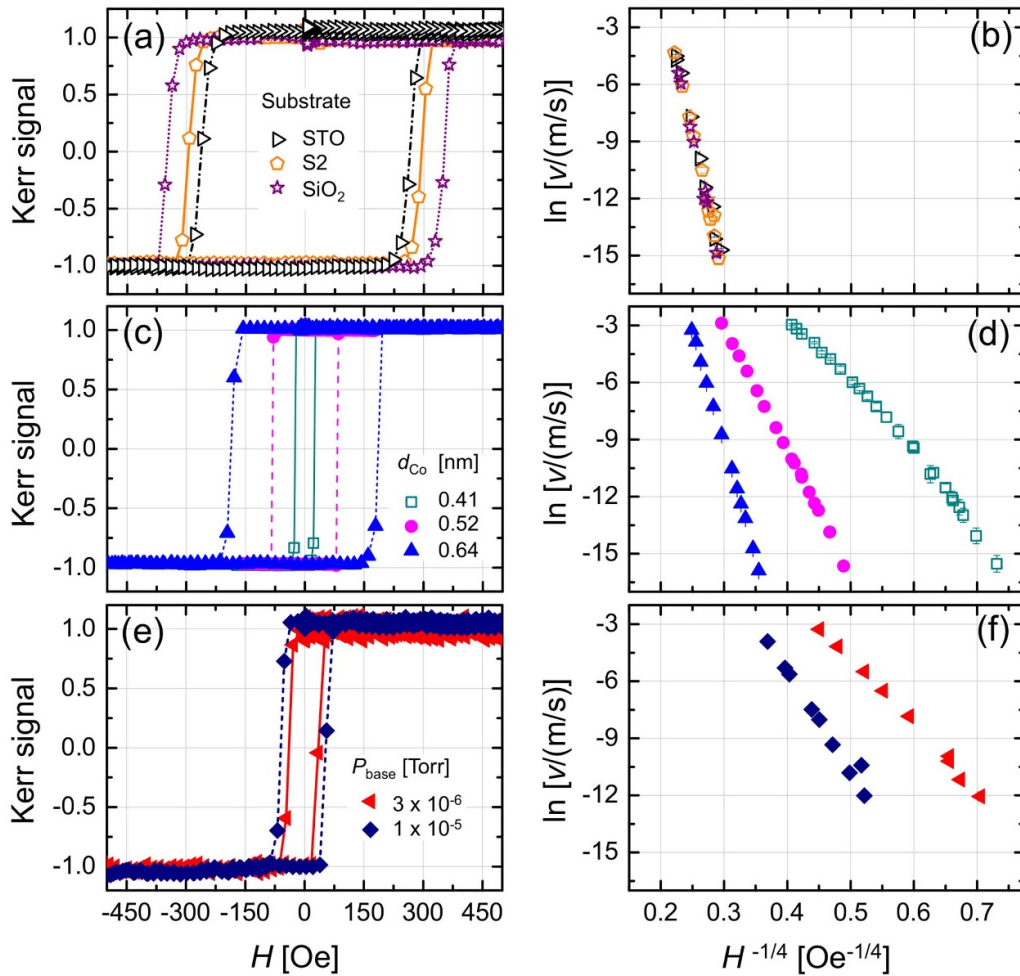 (a)
Kerr signal
1.0
0.5
0.0
-0.5
-1.0
Substrate
STO
S2
SiO₂
(b)
ln [v/(m/s)]
-3
-6
-9
-12
-15
(c)
Kerr signal
1.0
0.5
0.0
-0.5
-1.0
d_Co [nm]
0.41
0.52
0.64
(d)
ln [v/(m/s)]
-3
-6
-9
-12
-15
(e)
Kerr signal
1.0
0.5
0.0
-0.5
-1.0
P_base [Torr]
3 x 10⁻⁶
1 x 10⁻⁵
-450 -300 -150 0 150 300 450
H [Oe]
(f)
ln [v/(m/s)]
-3
-6
-9
-12
-15
0.2 0.3 0.4 0.5 0.6 0.7
H ⁻¹/⁴ [Oe⁻¹/⁴]